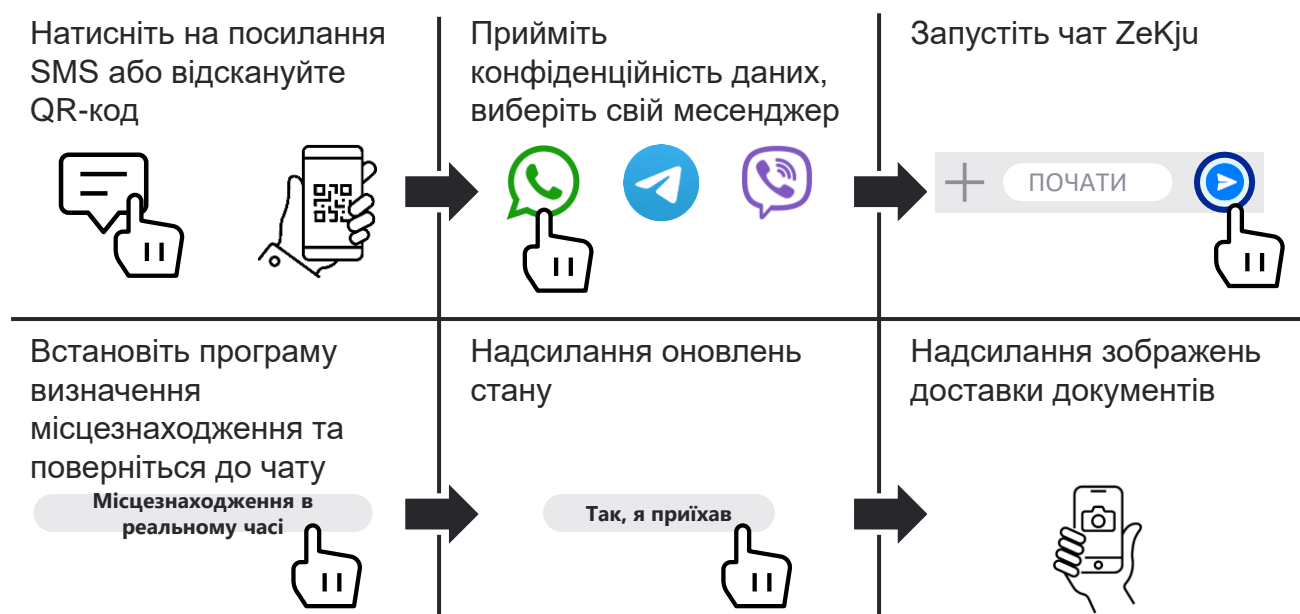 Натисніть на посилання
SMS або відскануйте
QR-код
Прийміть
конфіденційність даних,
виберіть свій месенджер
Запустіть чат ZeKju
ПОЧАТИ
Встановіть програму
визначення
місцезнаходження та
поверніться до чату
Місцезнаходження в
реальному часі
Надсилання оновлень
стану
Так, я приїхав
Надсилання зображень
доставки документів